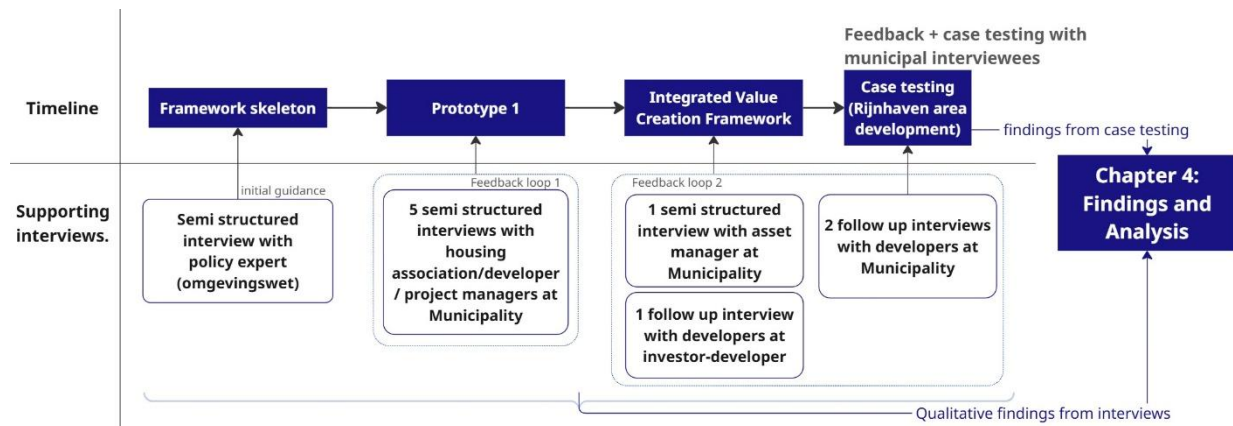 Feedback + case testing with
municipal interviewees
Timeline
Framework skeleton
Prototype 1
Integrated Value
Creation Framework
Case testing
(Rijnhaven area
development)
findings from case testing
Chapter 4:
Findings and
Analysis
Supporting
interviews.
initial guidance
Semi structured
interview with
policy expert
(omgevingswet)
Feedback loop 1
5 semi structured
interviews with
housing
association/developer
/ project managers at
Municipality
Feedback loop 2
1 semi structured
interview with asset
manager at
Municipality
1 follow up interview
with developers at
investor-developer
2 follow up interviews
with developers at
Municipality
Qualitative findings from interviews